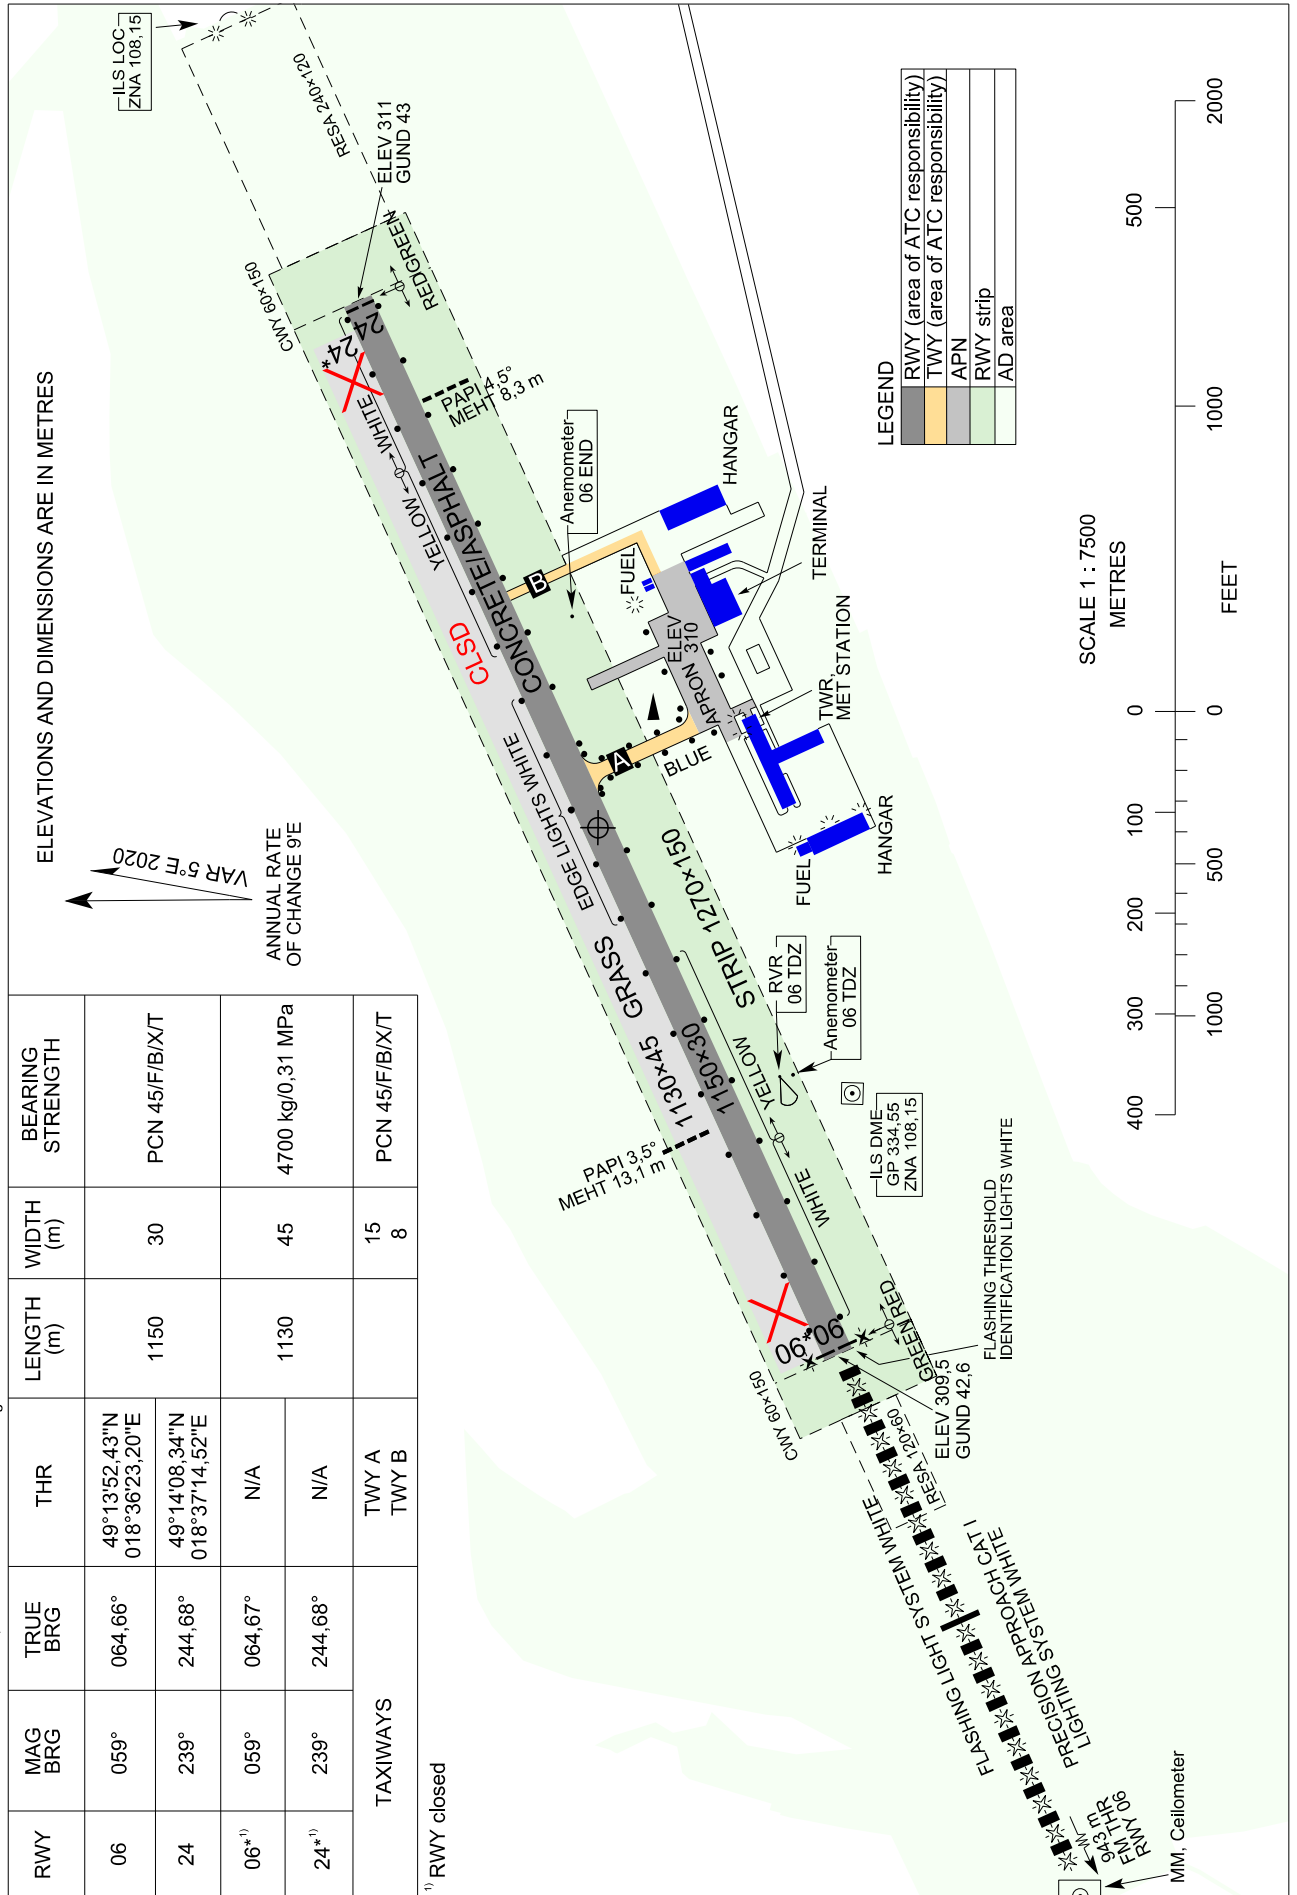 ELEVATIONS AND DIMENSIONS ARE IN METRES
RWY
MAG
BRG
TRUE
BRG
THR
LENGTH
(m)
WIDTH
(m)
BEARING
STRENGTH
06
059°
064,66°
49°13'52,43"N
018°36'23,20"E
1150
30
PCN 45/F/B/X/T
24
239°
244,68°
49°14'08,34"N
018°37'14,52"E
06*¹⁾
059°
064,67°
N/A
1130
45
4700 kg/0,31 MPa
24*¹⁾
239°
244,68°
N/A
TAXIWAYS
TWY A
TWY B
15
8
PCN 45/F/B/X/T
¹⁾ RWY closed
VAR 5°E 2020
ANNUAL RATE
OF CHANGE 9'E
ILS LOC
ZNA 108,15
RESA 240×120
ELEV 311
GUND 43
CWY 60×150
REDGREEN
24*
24
WHITE
YELLOW
PAPI 4,5°
MEHT 8,3 m
CONCRETE/ASPHALT
CLSD
Anemometer
06 END
B
FUEL
HANGAR
ELEV
310
TERMINAL
EDGE LIGHTS WHITE
A
BLUE
APRON
TWR,
MET STATION
FUEL
HANGAR
GRASS
1130×45
1150×30
STRIP 1270×150
RVR
06 TDZ
Anemometer
06 TDZ
YELLOW
WHITE
ILS DME
GP 334,55
ZNA 108,15
PAPI 3,5°
MEHT 13,1 m
06*
06
CWY 60×150
GREEN
RED
FLASHING THRESHOLD
IDENTIFICATION LIGHTS WHITE
ELEV 309,5
GUND 42,6
RESA 120×60
FLASHING LIGHT SYSTEM WHITE
PRECISION APPROACH CAT I
LIGHTING SYSTEM WHITE
943 m
FM THR
RWY 06
MM, Ceilometer
LEGEND
RWY (area of ATC responsibility)
TWY (area of ATC responsibility)
APN
RWY strip
AD area
SCALE 1 : 7500
METRES
400
300
200
100
0
500
1000
500
0
1000
2000
FEET